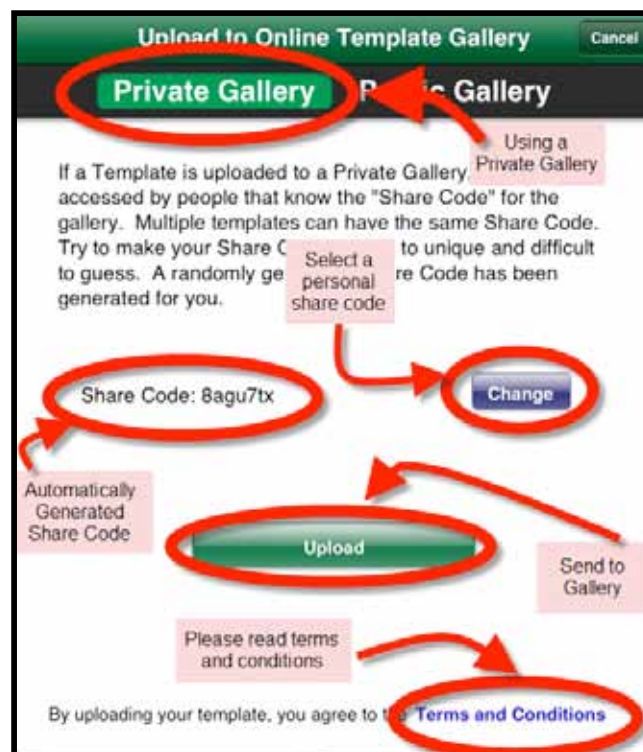 Upload to Online Template Gallery
Cancel
Private Gallery
Gallery
Using a
Private Gallery
If a Template is uploaded to a Private Gallery
accessed by people that know the "Share Code" for the
gallery. Multiple templates can have the same Share Code.
Try to make your Share to unique and difficult
to guess. A randomly Code has been
generated for you.
Select a
personal
share code
Share Code: 8agu7tx
Change
Automatically
Generated
Share Code
Upload
Send to
Gallery
Please read terms
and conditions
By uploading your template, you agree to Terms and Conditions